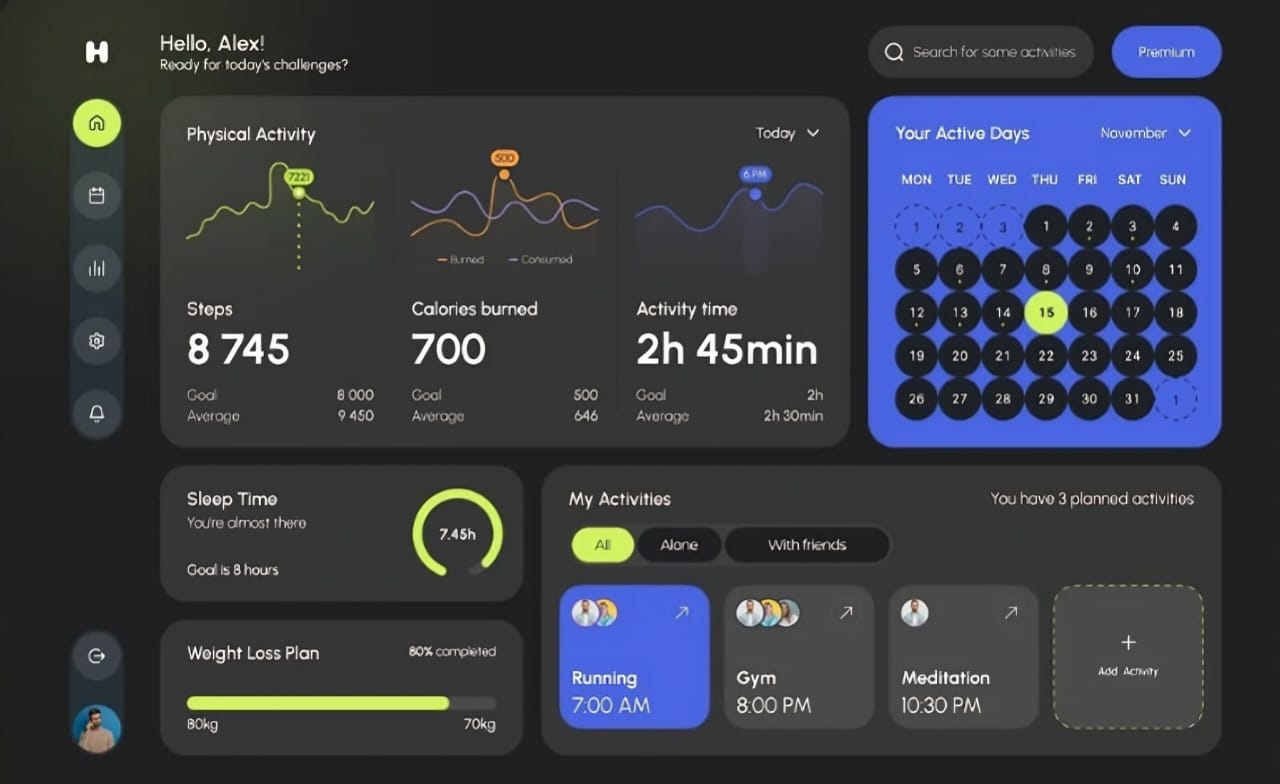 H
Hello, Alex!
Ready for today's challenges?
Search for some activities
Premium
Physical Activity
Today
7221
500
Burned
Consumed
6 PM
Steps
8 745
Goal 8 000
Average 9 450
Calories burned
700
Goal 500
Average 646
Activity time
2h 45min
Goal 2h
Average 2h 30min
Your Active Days
November
MON TUE WED THU FRI SAT SUN
1 2 3 1 2 3 4
5 6 7 8 9 10 11
12 13 14 15 16 17 18
19 20 21 22 23 24 25
26 27 28 29 30 31 1
Sleep Time
You're almost there
Goal is 8 hours
7.45h
Weight Loss Plan
80% completed
80kg
70kg
My Activities
You have 3 planned activities
All
Alone
With friends
Running
7:00 AM
Gym
8:00 PM
Meditation
10:30 PM
+
Add Activity